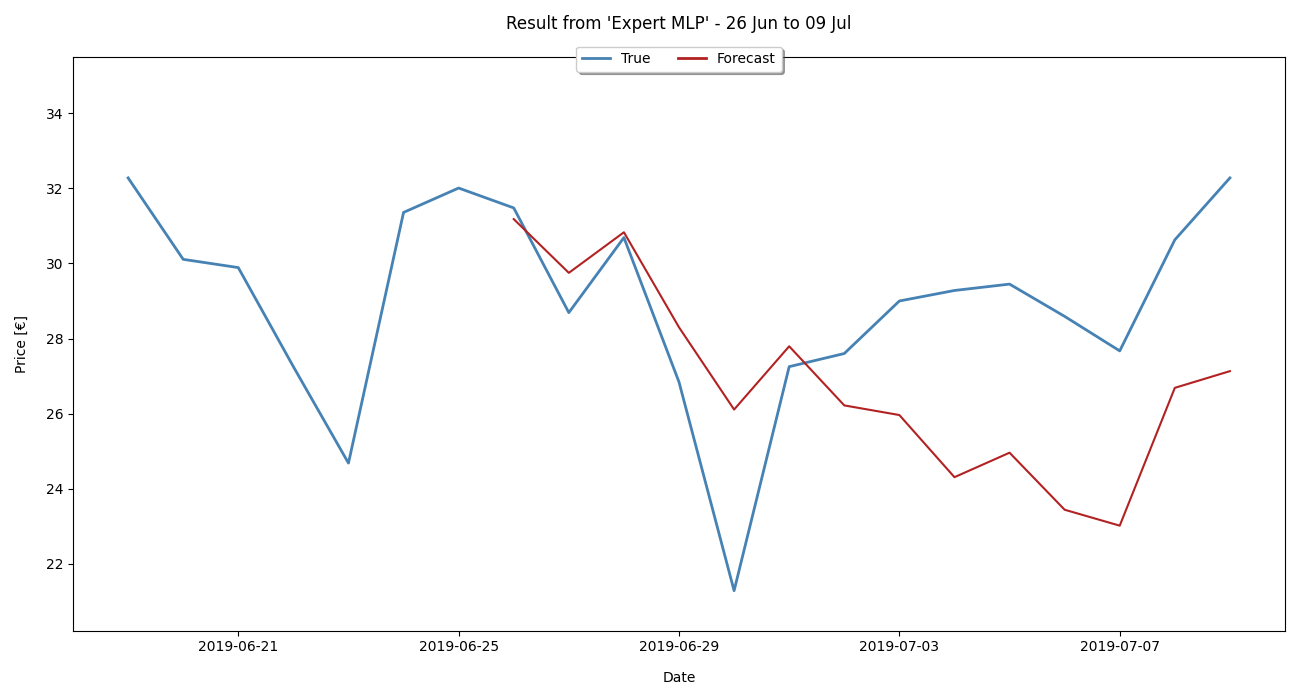 Result from 'Expert MLP' - 26 Jun to 09 Jul
True Forecast
34
32
30
28
26
24
22
Price [€]
2019-06-21 2019-06-25 2019-06-29 2019-07-03 2019-07-07
Date